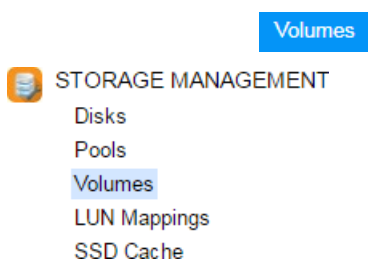 Volumes
STORAGE MANAGEMENT
Disks
Pools
Volumes
LUN Mappings
SSD Cache